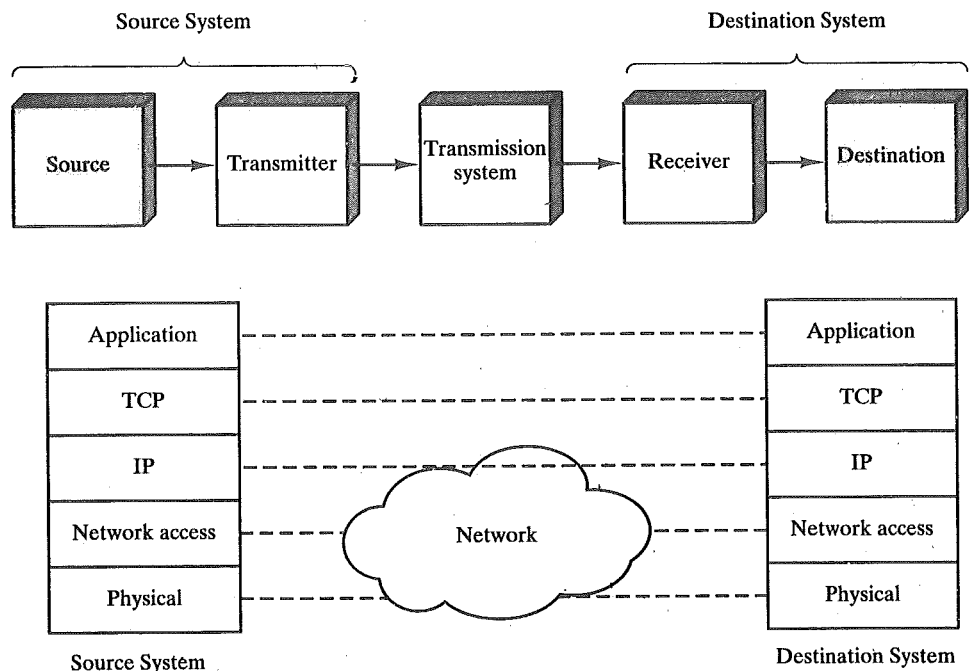 Source System
Destination System
Source
Transmitter
Transmission
system
Receiver
Destination
Application
Application
TCP
TCP
IP
IP
Network access
Network
Network access
Physical
Physical
Source System
Destination System